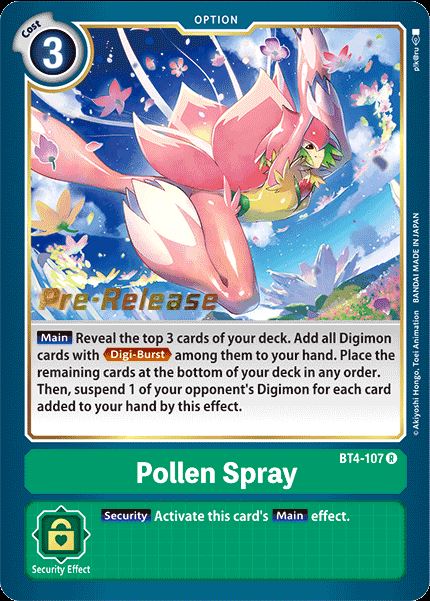 OPTION
Cost
3
p!k@ru
Pre-Release
Main Reveal the top 3 cards of your deck. Add all Digimon
cards with Digi-Burst among them to your hand. Place the
remaining cards at the bottom of your deck in any order.
Then, suspend 1 of your opponent's Digimon for each card
added to your hand by this effect.
© Akiyoshi Hongo, Toei Animation BANDAI MADE IN JAPAN
BT4-107 R
Pollen Spray
Security Activate this card's Main effect.
Security Effect